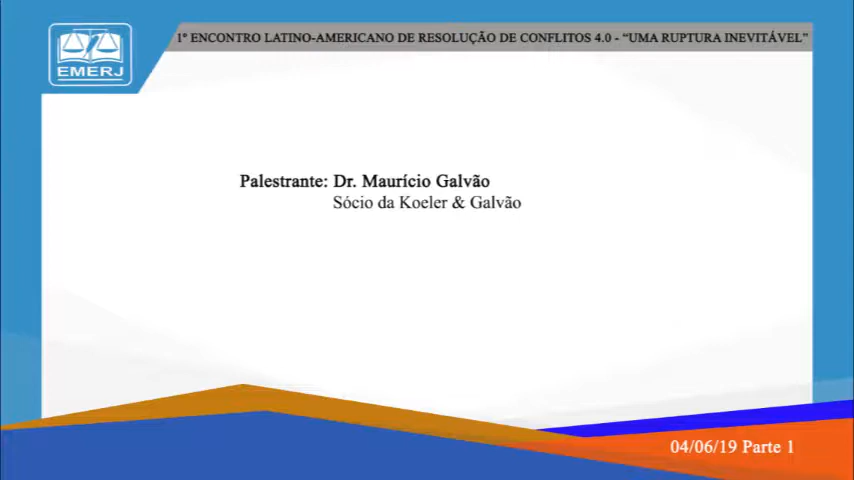 1º ENCONTRO LATINO-AMERICANO DE RESOLUÇÃO DE CONFLITOS 4.0 - “UMA RUPTURA INEVITÁVEL”
EMERJ
Palestrante: Dr. Maurício Galvão
Sócio da Koeler & Galvão
04/06/19 Parte 1